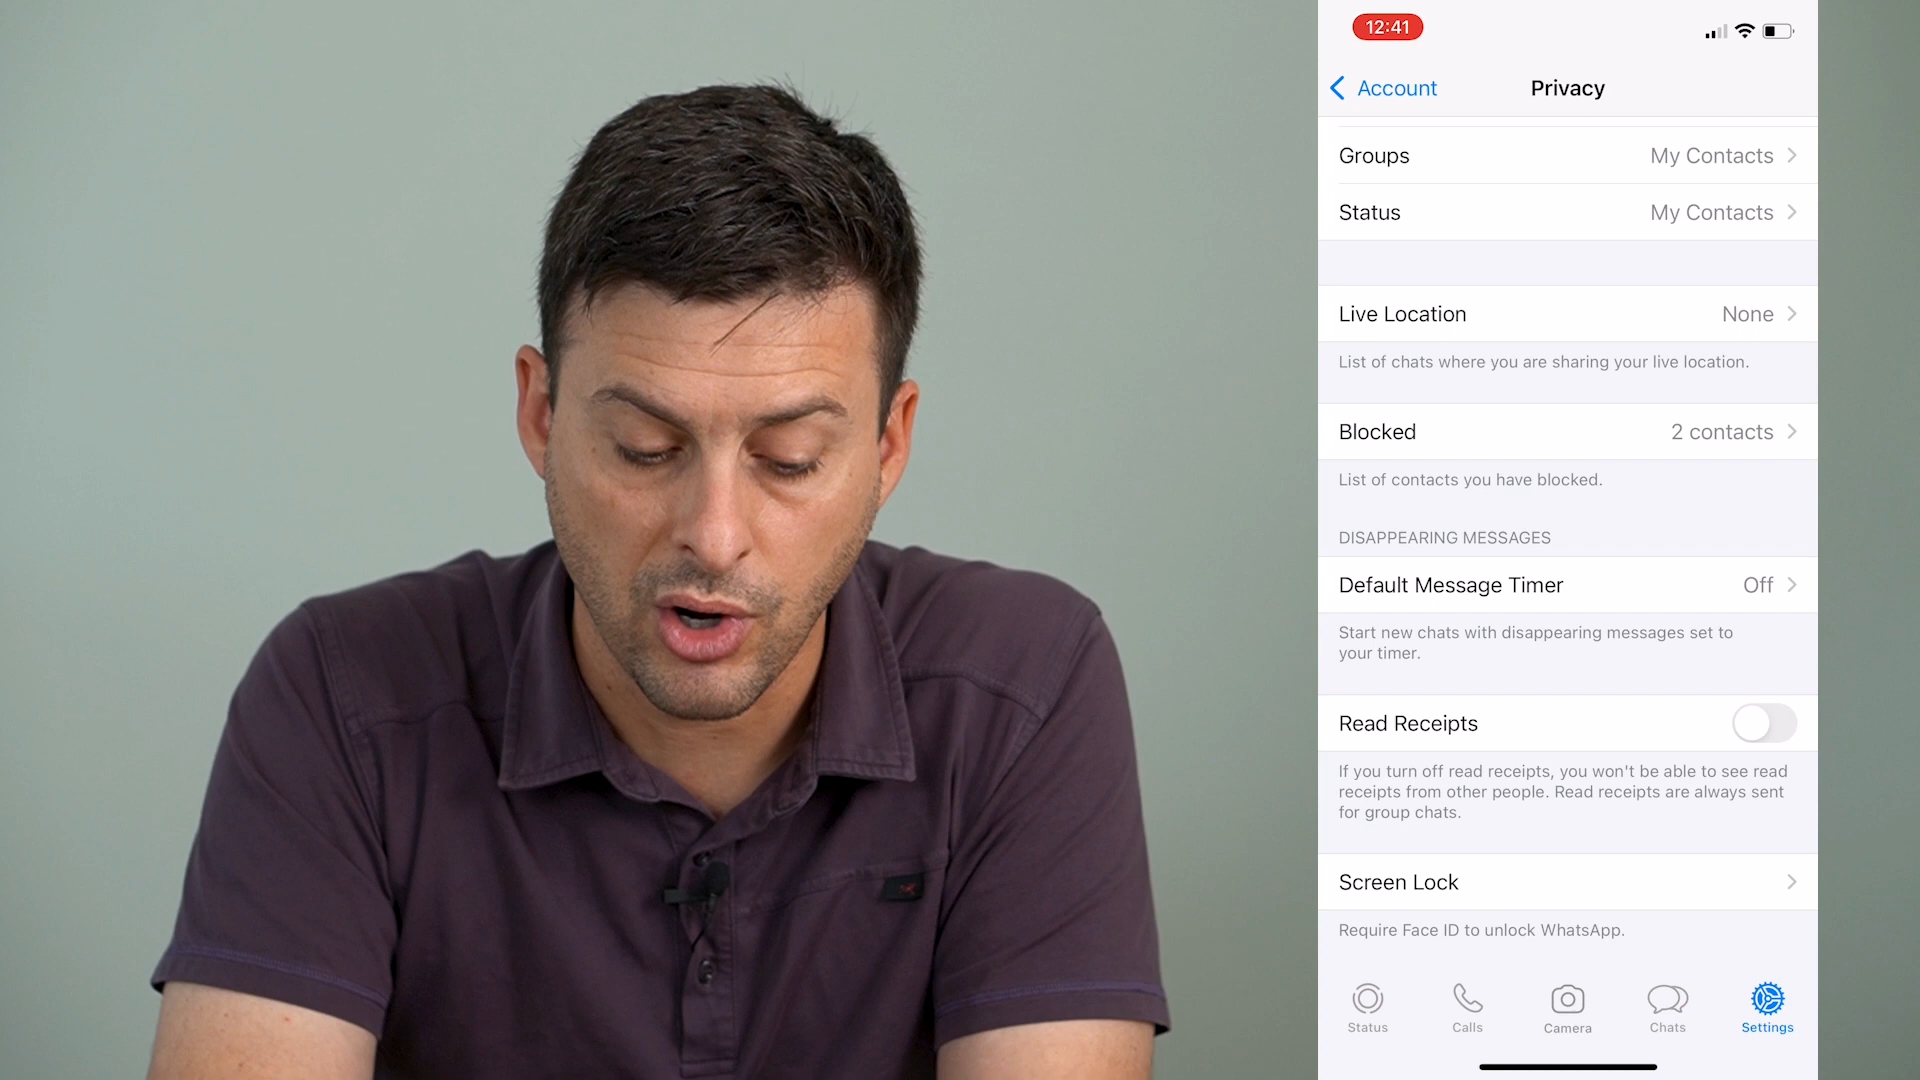 12:41
Account
Privacy
Groups My Contacts
Status My Contacts
Live Location None
List of chats where you are sharing your live location.
Blocked 2 contacts
List of contacts you have blocked.
DISAPPEARING MESSAGES
Default Message Timer Off
Start new chats with disappearing messages set to
your timer.
Read Receipts
If you turn off read receipts, you won't be able to see read
receipts from other people. Read receipts are always sent
for group chats.
Screen Lock
Require Face ID to unlock WhatsApp.
Status Calls Camera Chats Settings